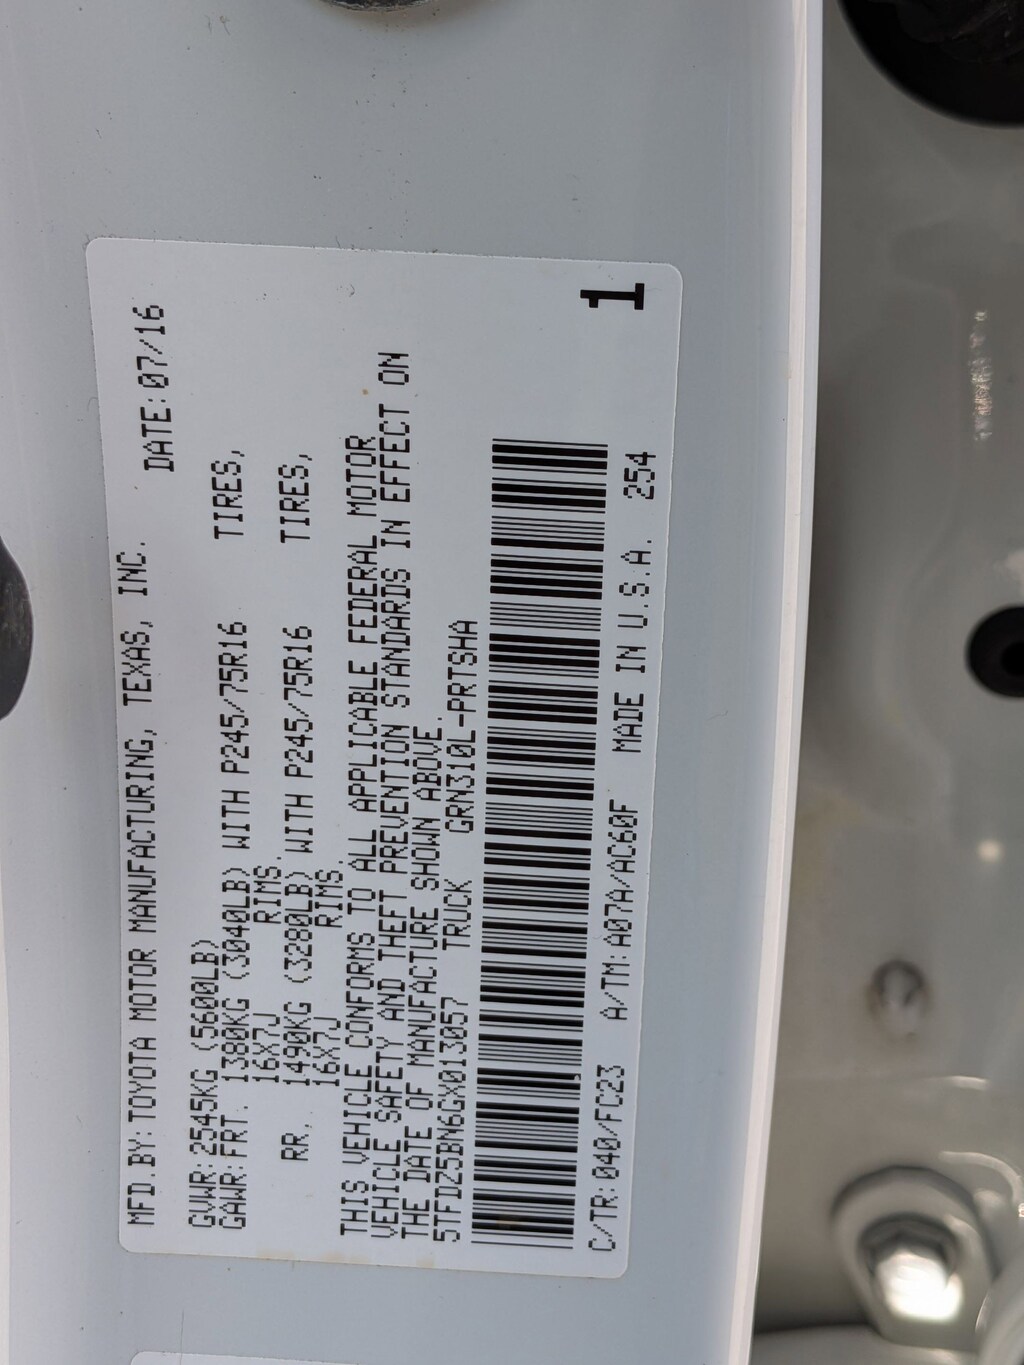 MFD.BY:TOYOTA MOTOR MANUFACTURING, TEXAS, INC.
DATE:07/16
GVWR:2545KG (5600LB)
GAWR:FRT. 1380KG (3040LB) WITH P245/75R16 TIRES,
16X7J RIMS,
RR. 1490KG (3280LB) WITH P245/75R16 TIRES,
16X7J RIMS,
THIS VEHICLE CONFORMS TO ALL APPLICABLE FEDERAL MOTOR
VEHICLE SAFETY AND THEFT PREVENTION STANDARDS IN EFFECT ON
THE DATE OF MANUFACTURE SHOWN ABOVE.
5TFDZ5BN6GX013057 TRUCK GRN310L-PRTSHA
C/TR:040/FC23 A/TM:A07A/AC60F MADE IN U.S.A. 254
1